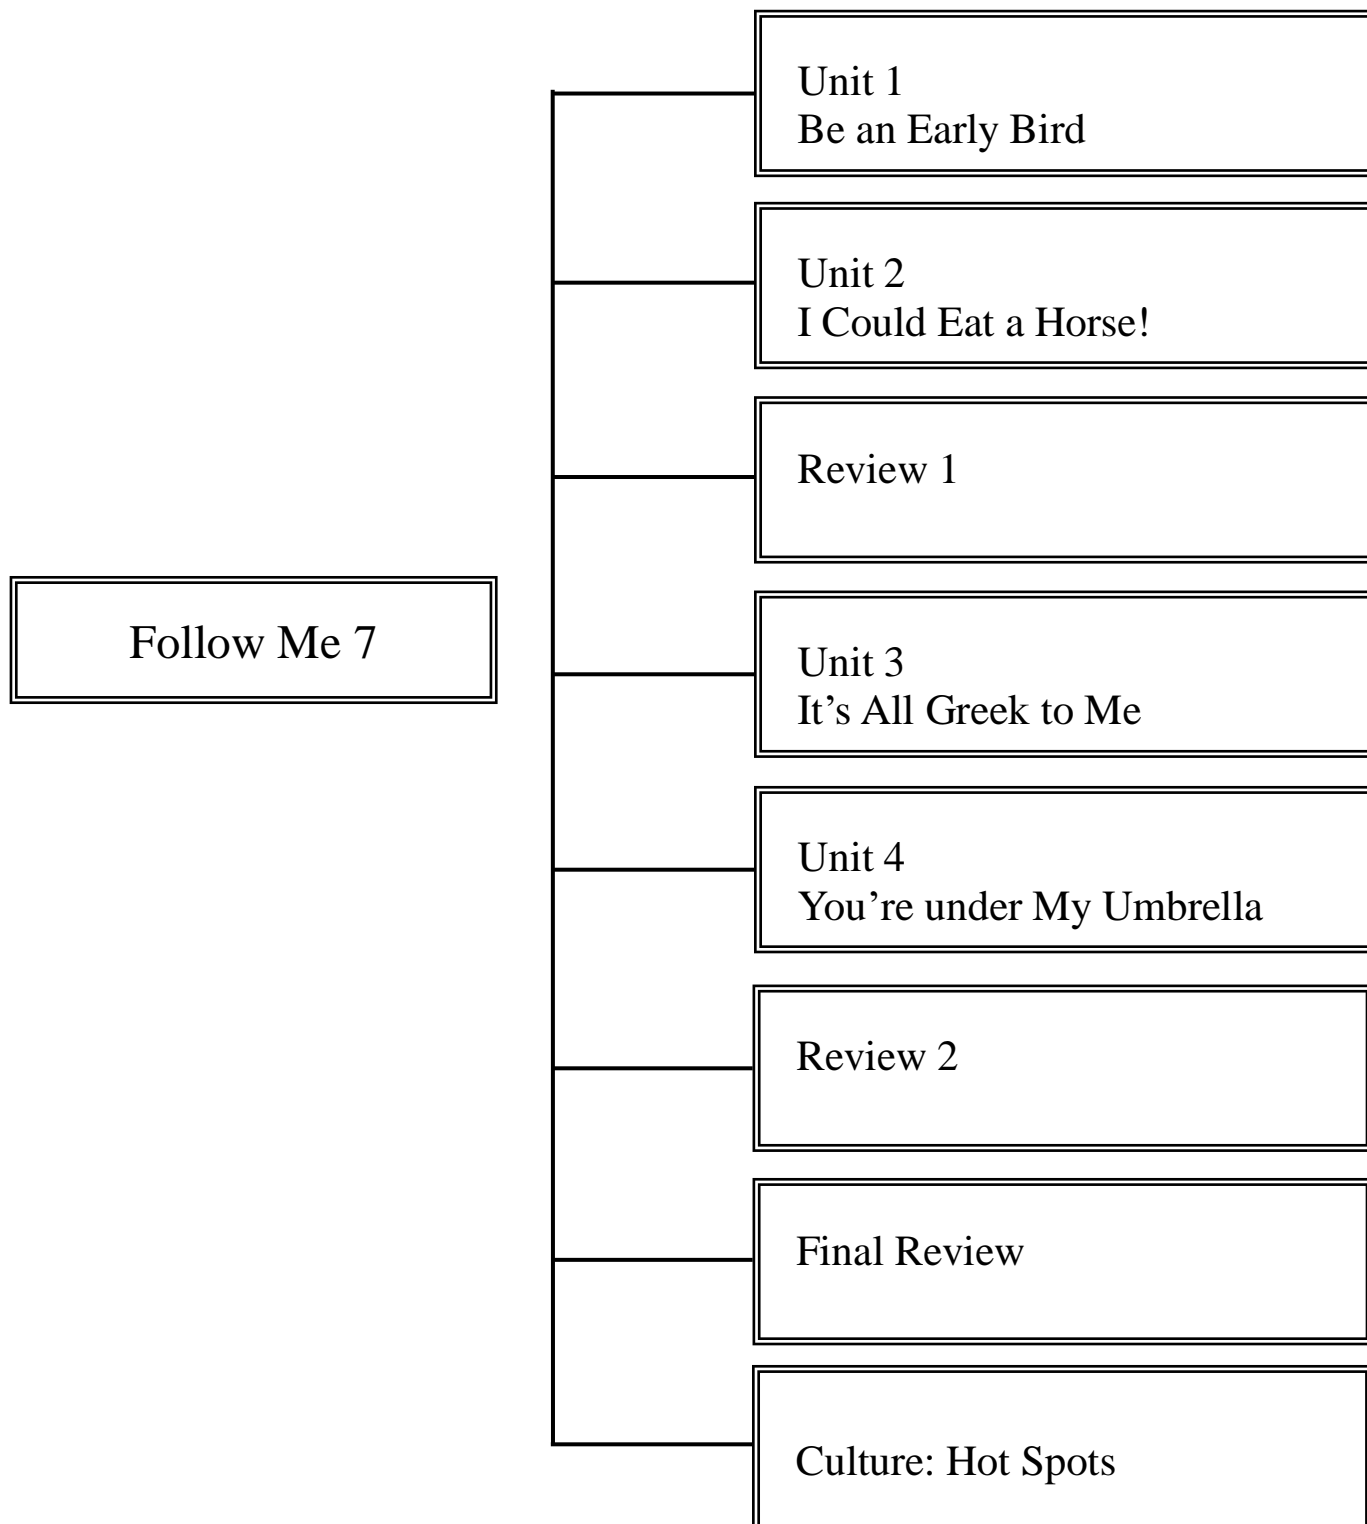 Follow Me 7
Unit 1
Be an Early Bird
Unit 2
I Could Eat a Horse!
Review 1
Unit 3
It’s All Greek to Me
Unit 4
You’re under My Umbrella
Review 2
Final Review
Culture: Hot Spots